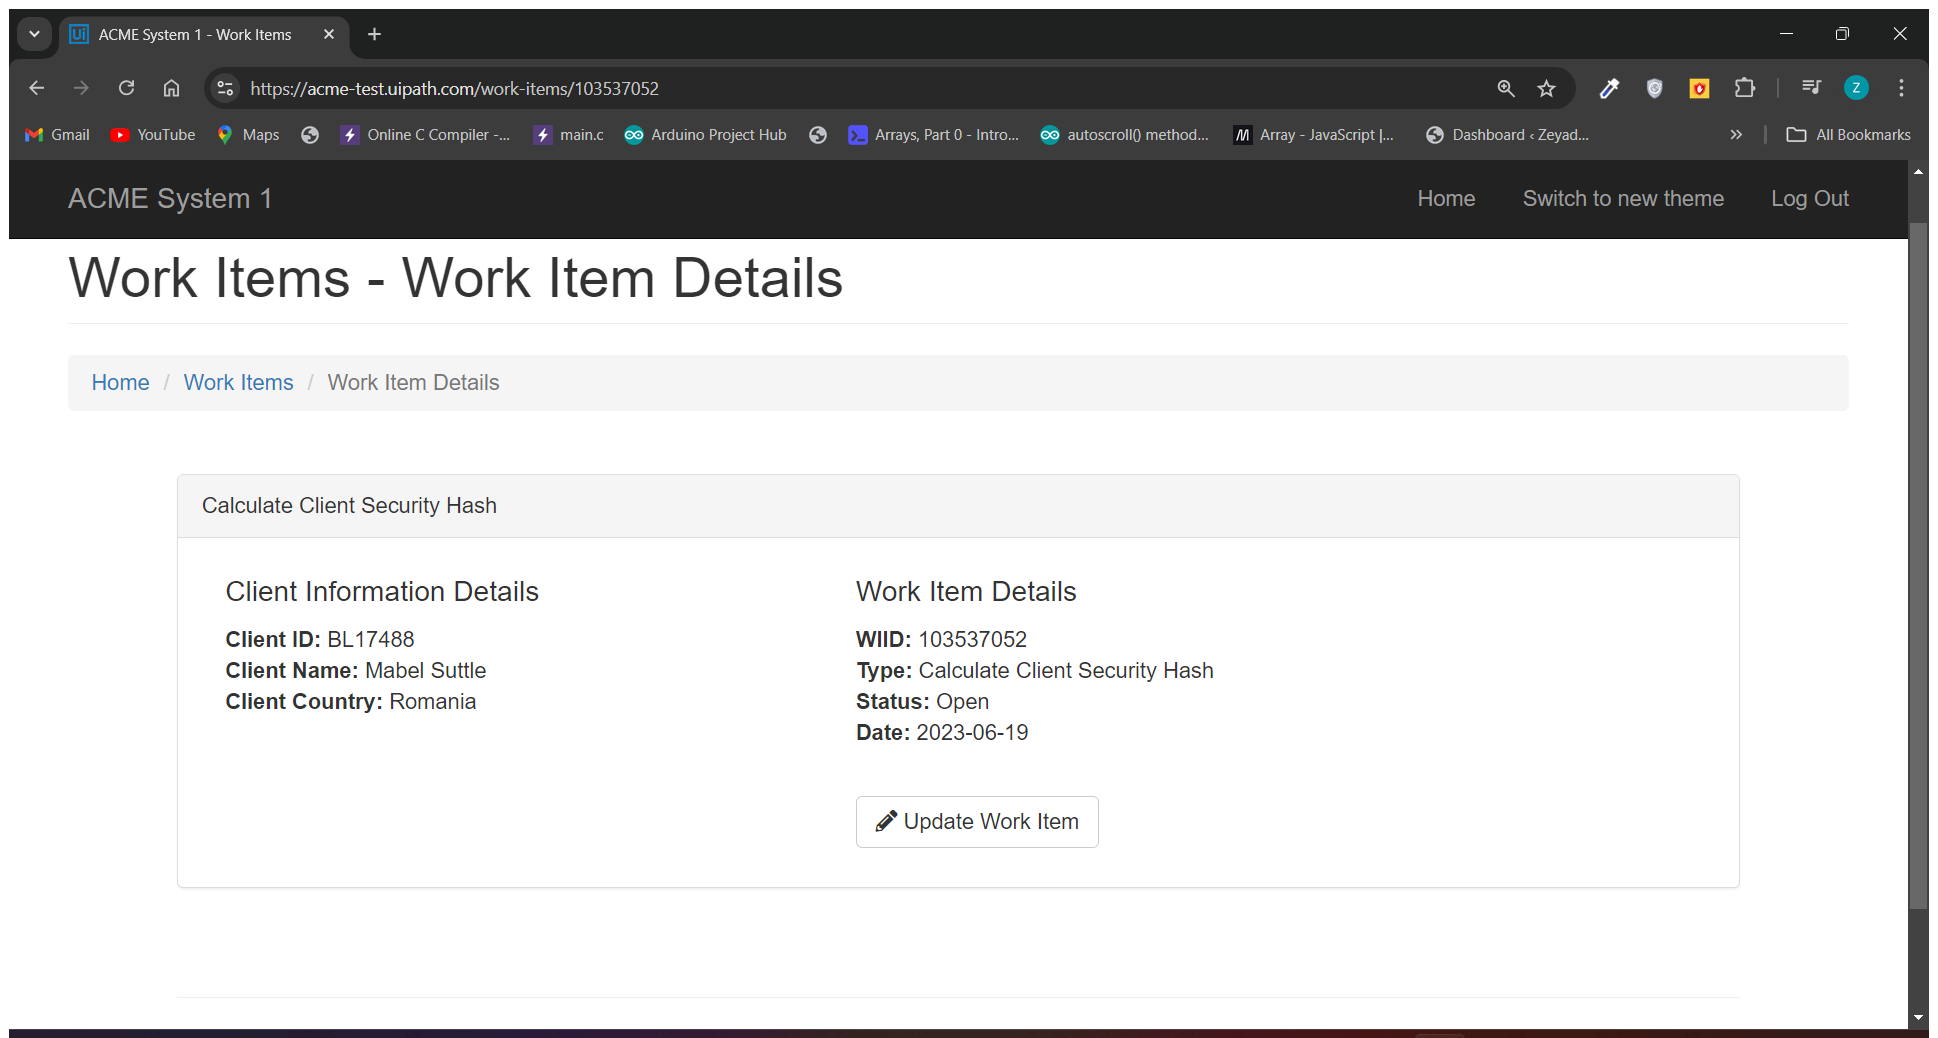 Ui ACME System 1 - Work Items
https://acme-test.uipath.com/work-items/103537052 Z
Gmail YouTube Maps Online C Compiler -... main.c Arduino Project Hub Arrays, Part 0 - Intro... autoscroll() method... M Array - JavaScript |... Dashboard ‹ Zeyad... » All Bookmarks
ACME System 1 Home Switch to new theme Log Out
Work Items - Work Item Details
Home / Work Items / Work Item Details
Calculate Client Security Hash
Client Information Details
Client ID: BL17488
Client Name: Mabel Suttle
Client Country: Romania
Work Item Details
WIID: 103537052
Type: Calculate Client Security Hash
Status: Open
Date: 2023-06-19
Update Work Item